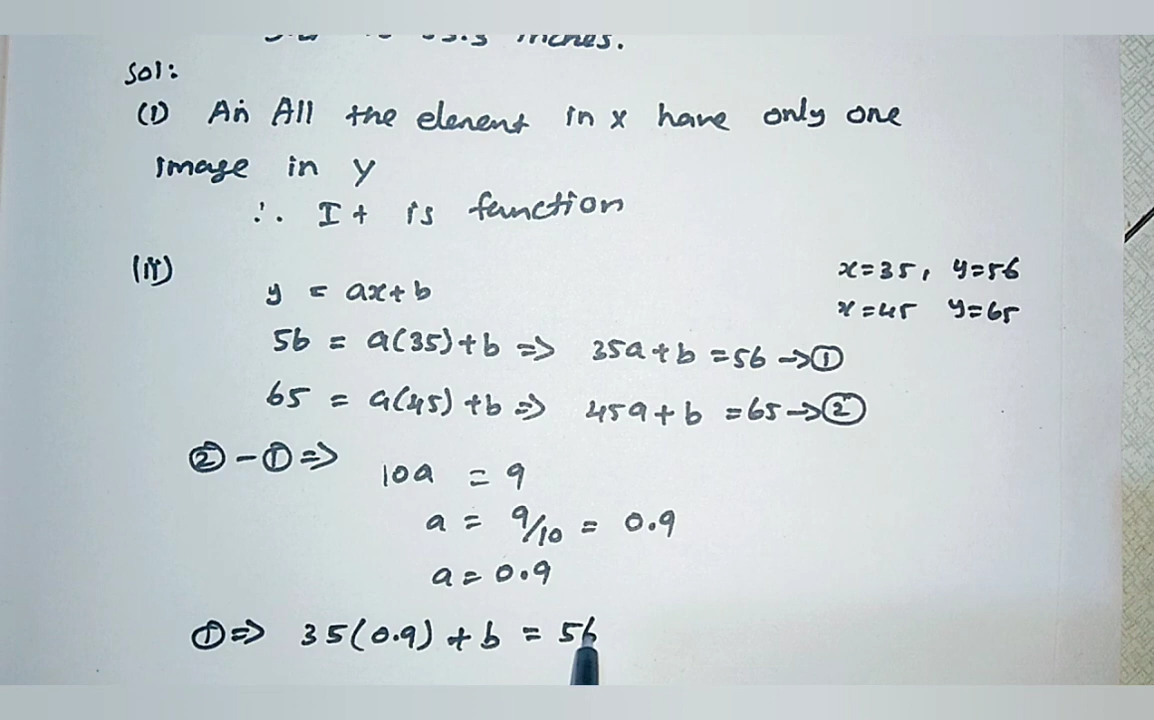 inches.
Sol:
(i) An All the element in x have only one
image in y
∴ It is function
(ii)
x=35, y=56
x=45 y=65
y = ax+b
56 = a(35)+b => 35a+b =56 ->①
65 = a(45)+b => 45a+b =65->②
②-①=> 10a = 9
a = 9/10 = 0.9
a=0.9
①=> 35(0.9)+b = 56